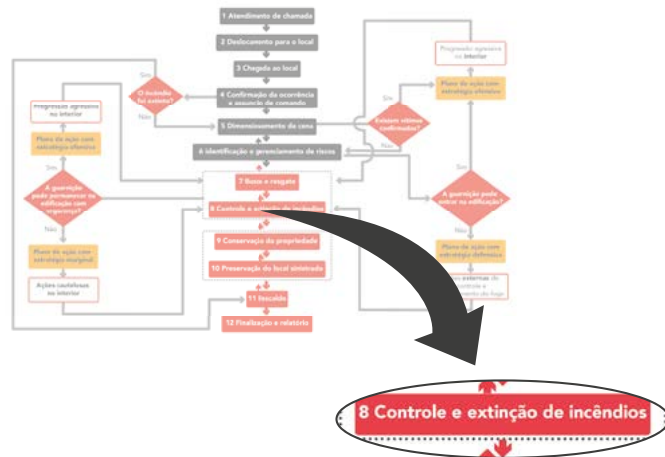 1 Atendimento de chamada
2 Deslocamento para o local
3 Chegada ao local
4 Confirmação da ocorrência
e assunção de comando
5 Dimensionamento da cena
6 Identificação e gerenciamento de riscos
7 Busca e resgate
8 Controle e extinção de incêndios
9 Conservação da propriedade
10 Preservação do local sinistrado
11 Rescaldo
12 Finalização e relatório
O incêndio
foi extinto?
Sim
Não
Progressão agressiva
no interior
Plano de ação com
estratégia ofensiva
Sim
A guarnição
pode permanecer na
edificação com
segurança?
Não
Plano de ação com
estratégia marginal
Ações cautelosas
no interior
Progressão agressiva
no interior
Plano de ação com
estratégia ofensiva
Sim
Existem vítimas
confirmadas?
Não
Sim
A guarnição pode
entrar na edificação?
Não
Plano de ação com
estratégia defensiva
externas de
controle e
do fogo
8 Controle e extinção de incêndios